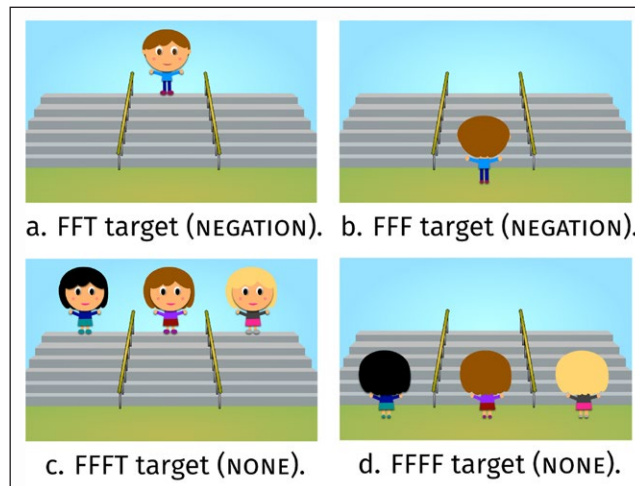 a. FFT target (NEGATION).
b. FFF target (NEGATION).
c. FFFT target (NONE).
d. FFFF target (NONE).